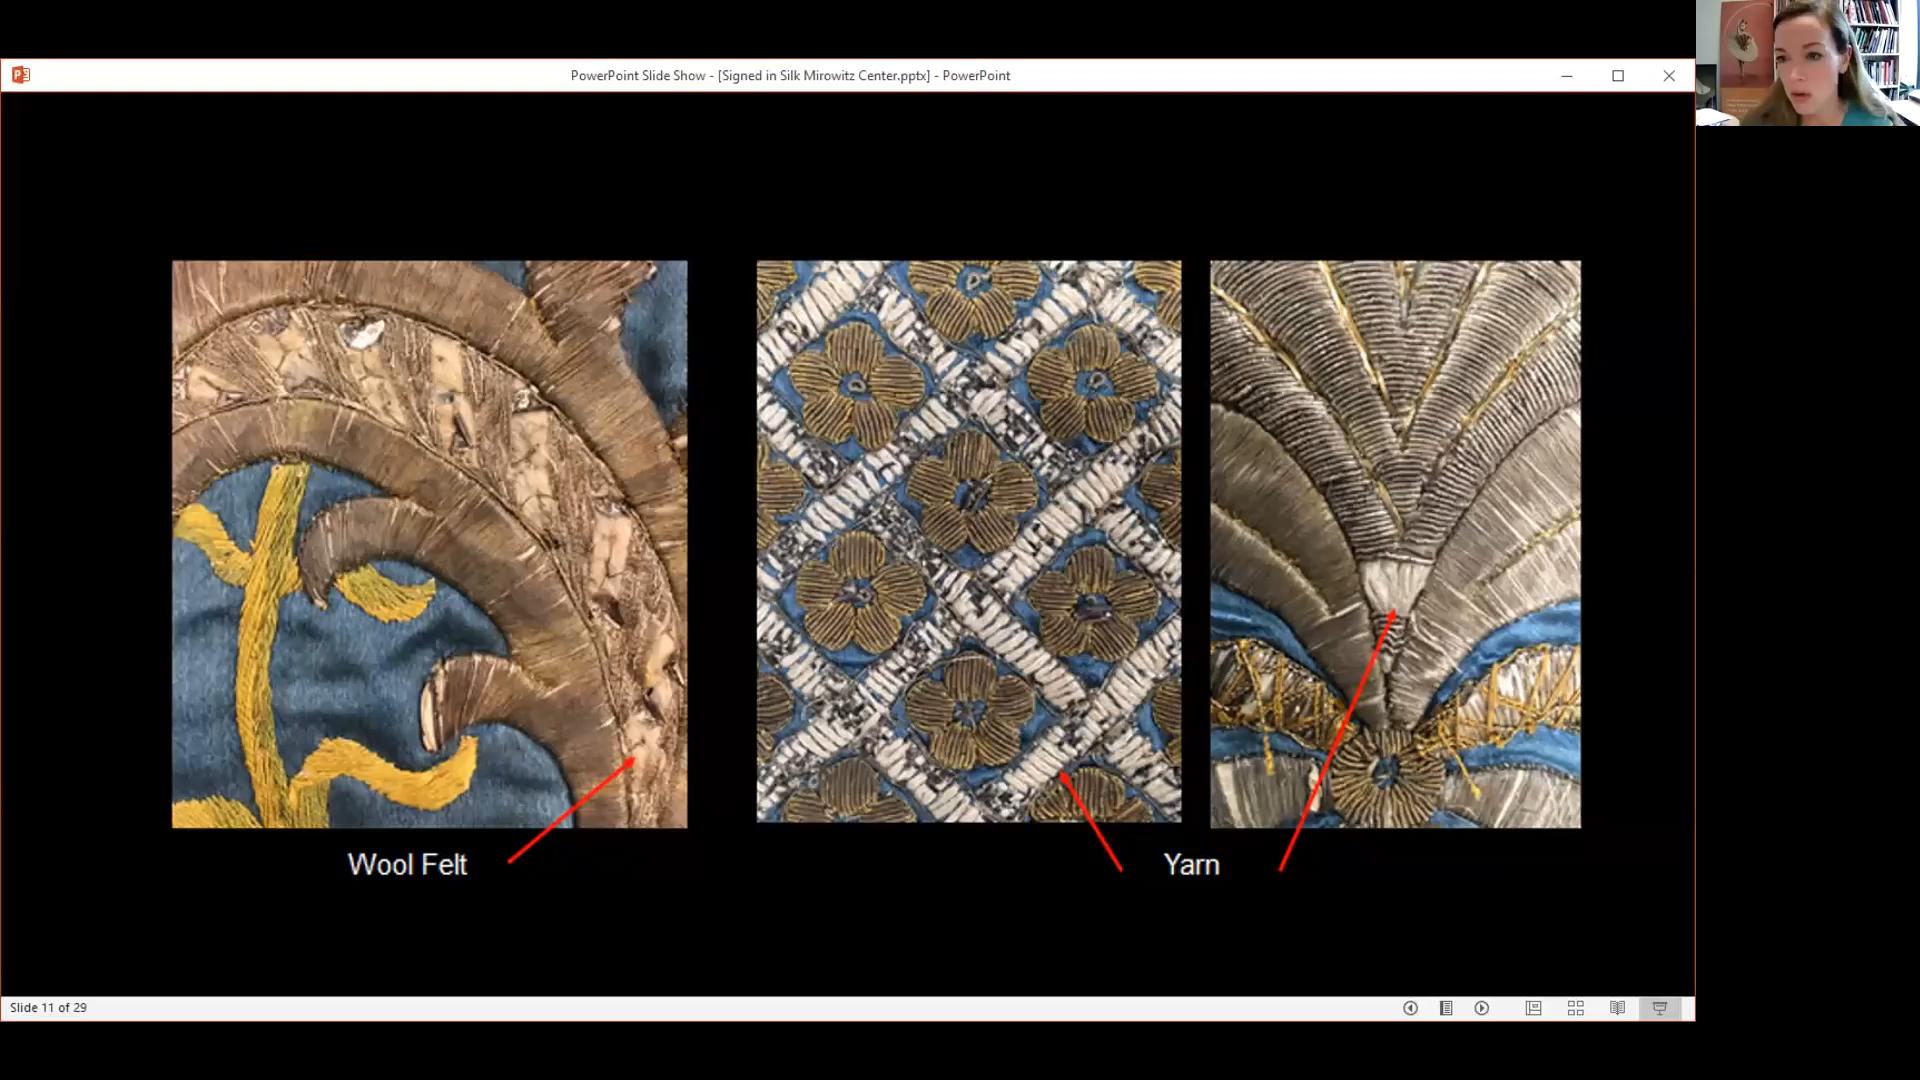 PowerPoint Slide Show - [Signed in Silk Mirowitz Center.pptx] - PowerPoint
Wool Felt
Yarn
Slide 11 of 29